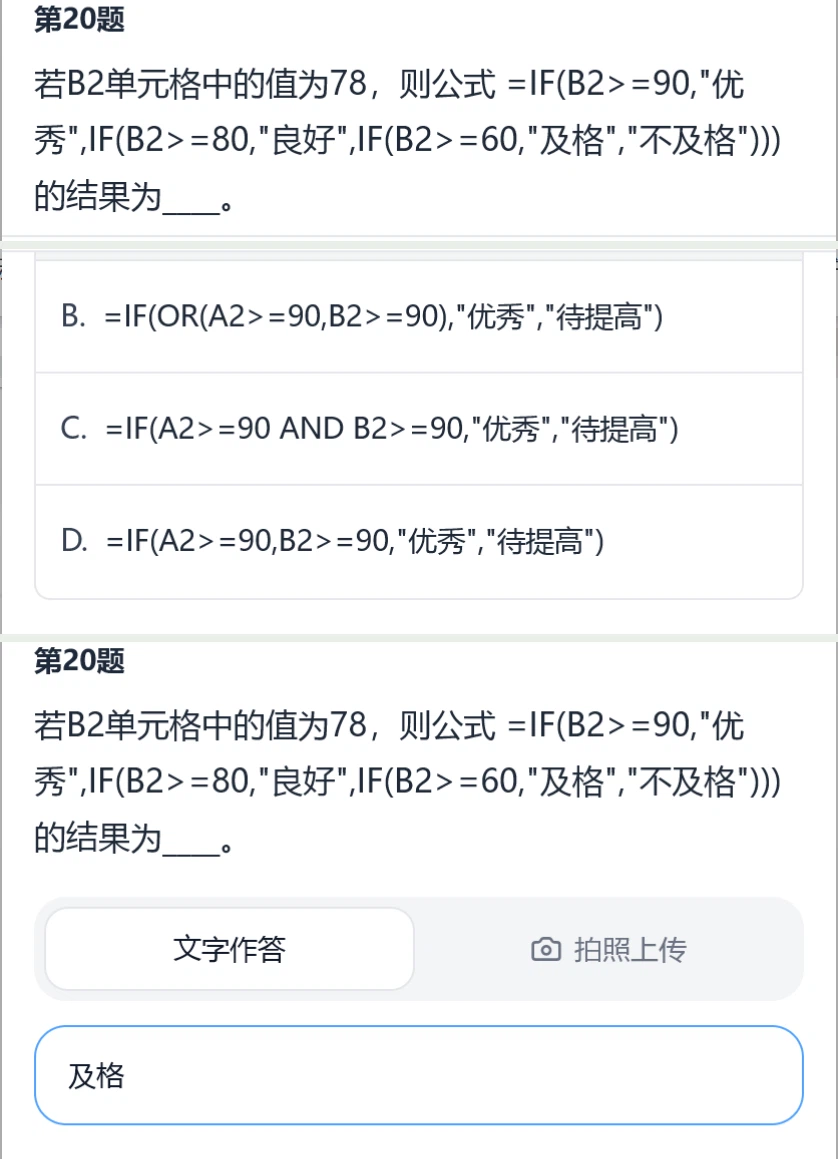 第20题
若B2单元格中的值为78，则公式 =IF(B2>=90,"优
秀",IF(B2>=80,"良好",IF(B2>=60,"及格","不及格")))
的结果为____。
B. =IF(OR(A2>=90,B2>=90),"优秀","待提高")
C. =IF(A2>=90 AND B2>=90,"优秀","待提高")
D. =IF(A2>=90,B2>=90,"优秀","待提高")
第20题
若B2单元格中的值为78，则公式 =IF(B2>=90,"优
秀",IF(B2>=80,"良好",IF(B2>=60,"及格","不及格")))
的结果为____。
文字作答
拍照上传
及格